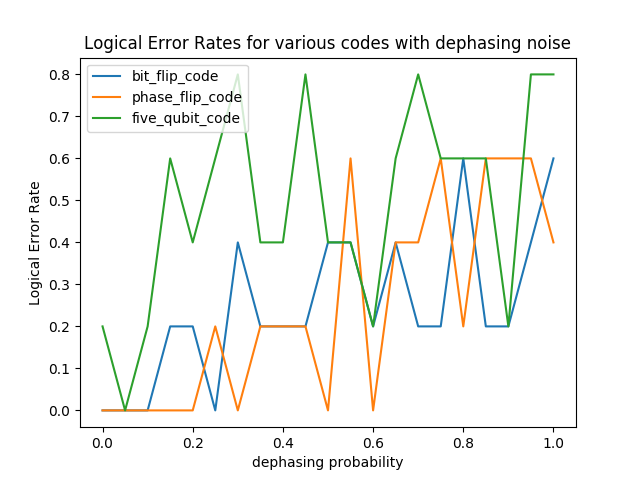 Logical Error Rates for various codes with dephasing noise
bit_flip_code
phase_flip_code
five_qubit_code
Logical Error Rate
0.8
0.7
0.6
0.5
0.4
0.3
0.2
0.1
0.0
0.0 0.2 0.4 0.6 0.8 1.0
dephasing probability